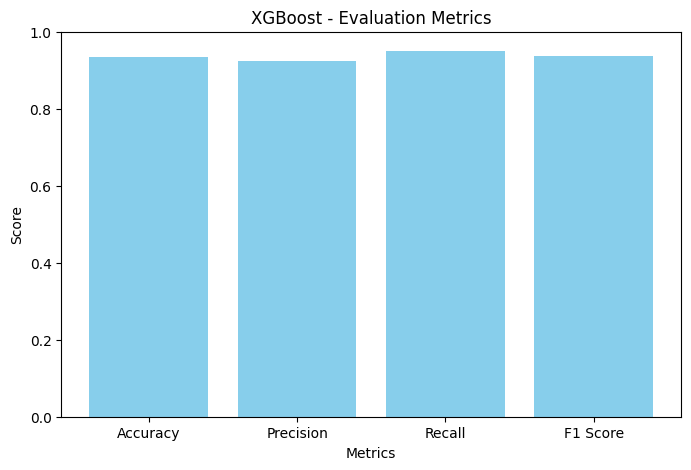 XGBoost - Evaluation Metrics
Score
1.0
0.8
0.6
0.4
0.2
0.0
Accuracy Precision Recall F1 Score
Metrics